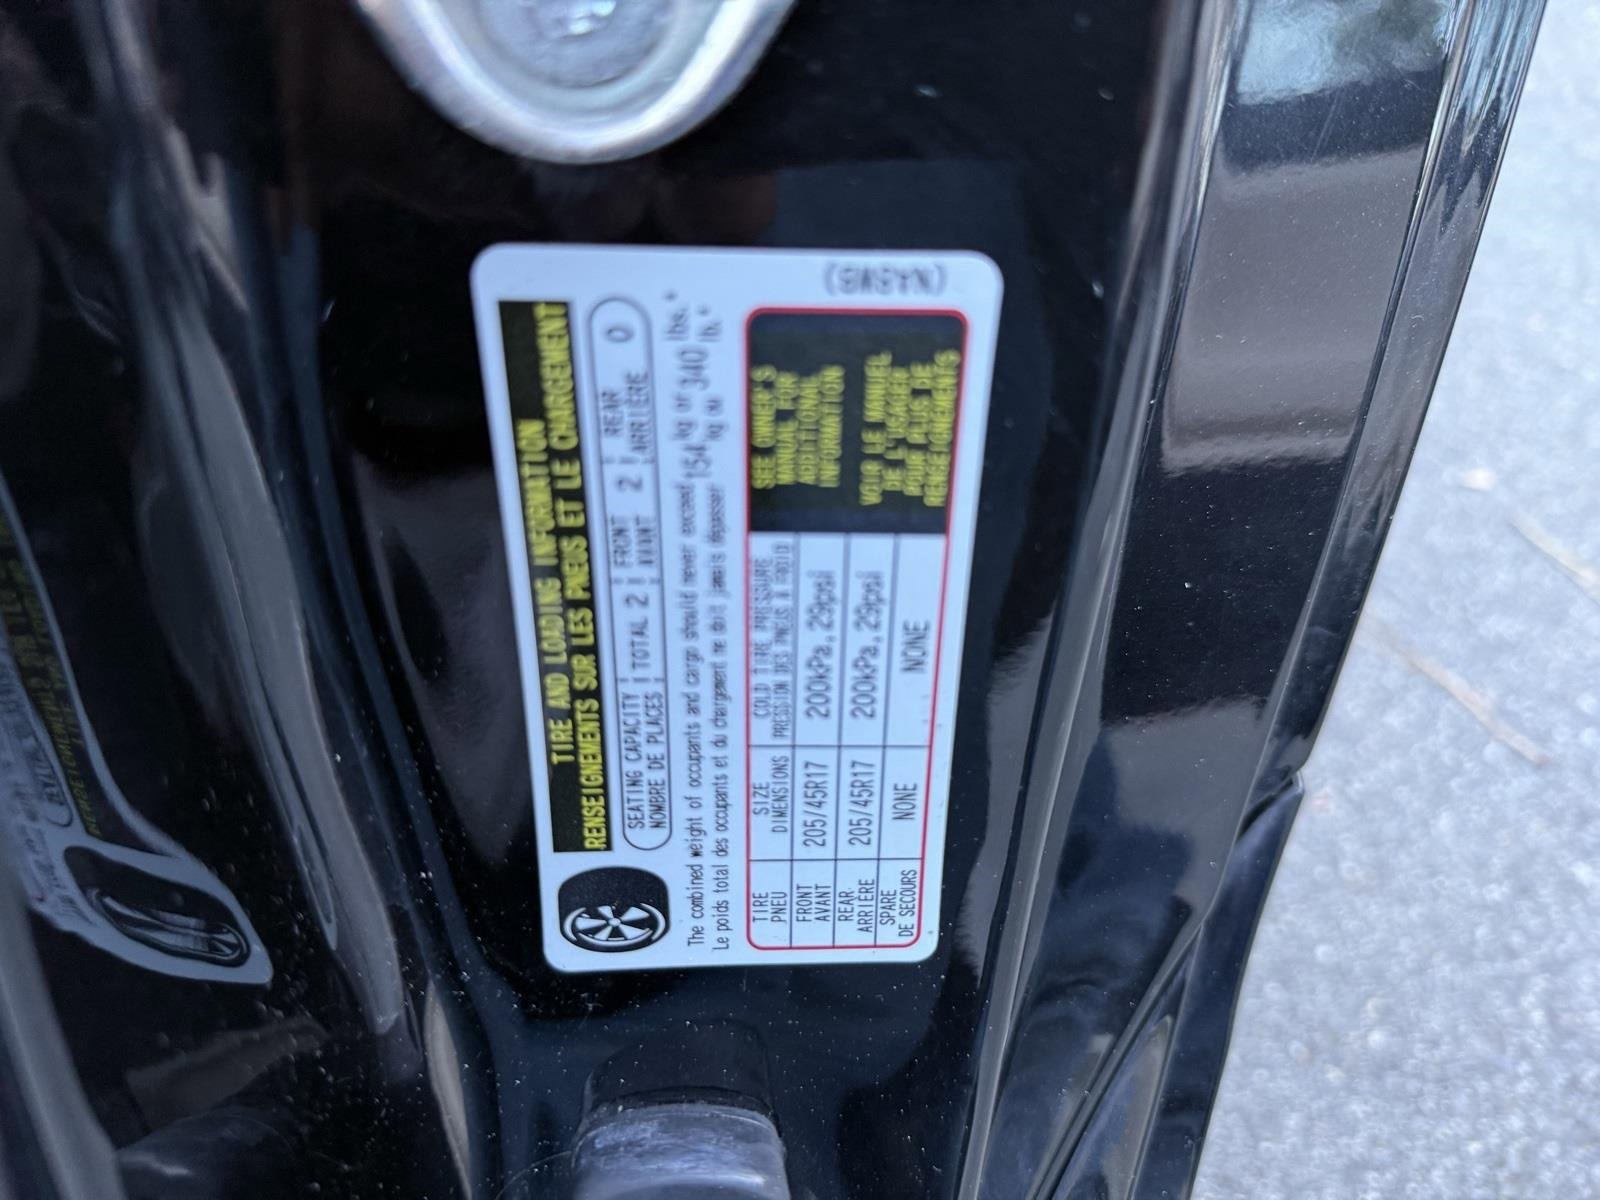 TIRE AND LOADING INFORMATION
RENSEIGNEMENTS SUR LES PNEUS ET LE CHARGEMENT
SEATING CAPACITY TOTAL 2 FRONT 2 REAR 0
NOMBRE DE PLACES AVANT ARRIÈRE
The combined weight of occupants and cargo should never exceed 154 kg or 340 lbs.
Le poids total des occupants et du chargement ne doit jamais dépasser kg ou lb.
TIRE SIZE COLD TIRE PRESSURE
PNEU DIMENSIONS PRESSION DES PNEUS À FROID
FRONT
AVANT 205/45R17 200kPa, 29psi
REAR
ARRIERE 205/45R17 200kPa, 29psi
SPARE
DE SECOURS NONE NONE
SEE OWNER'S
MANUAL FOR
ADDITIONAL
INFORMATION
VOIR LE MANUEL
DE L'USAGER
POUR PLUS DE
RENSEIGNEMENTS